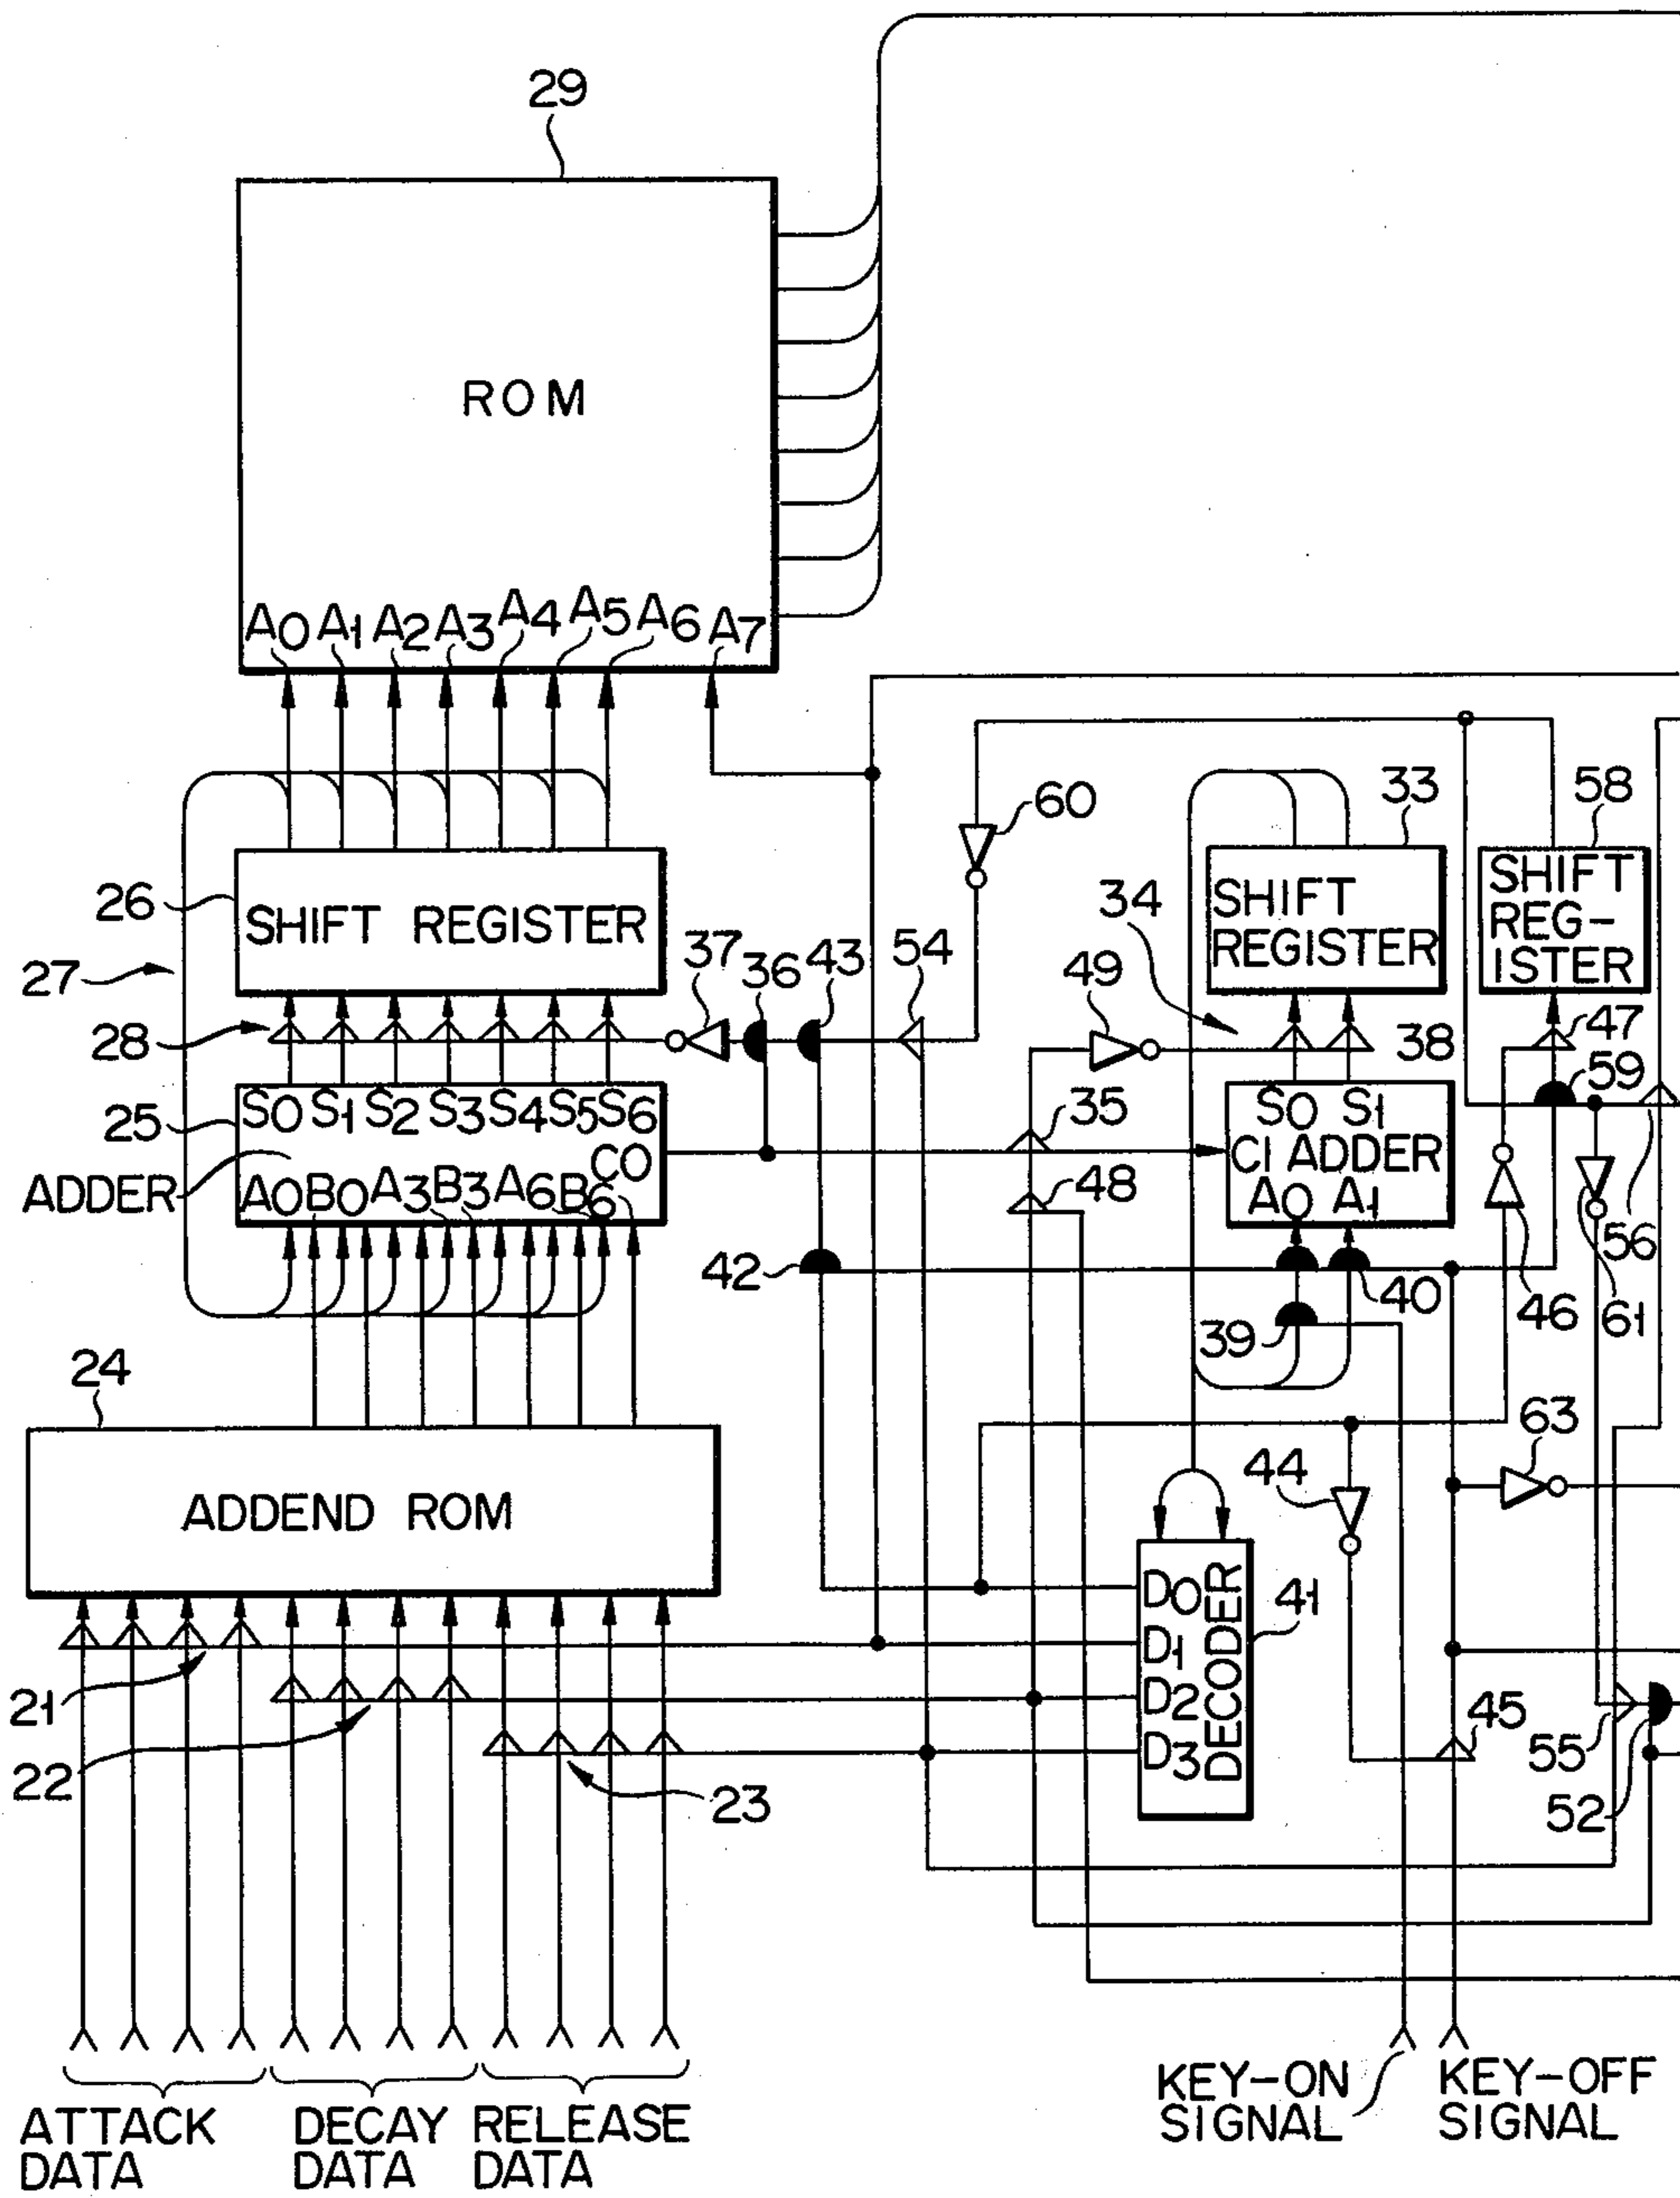 29
ROM
A0 A1 A2 A3 A4 A5 A6 A7
60
33
58
26
SHIFT REGISTER
34
SHIFT
REGISTER
SHIFT
REG-
ISTER
27
37
36
43
54
49
28
38
47
59
25
S0 S1 S2 S3 S4 S5 S6
CO
ADDER
A0 B0 A3 B3 A6 B6
35
S0 S1
CI ADDER
A0 A1
48
56
42
40
46
61
39
24
63
ADDEND ROM
44
D0
D1
D2
D3
DECODER
41
21
22
23
45
55
52
ATTACK
DATA
DECAY
DATA
RELEASE
DATA
KEY-ON
SIGNAL
KEY-OFF
SIGNAL